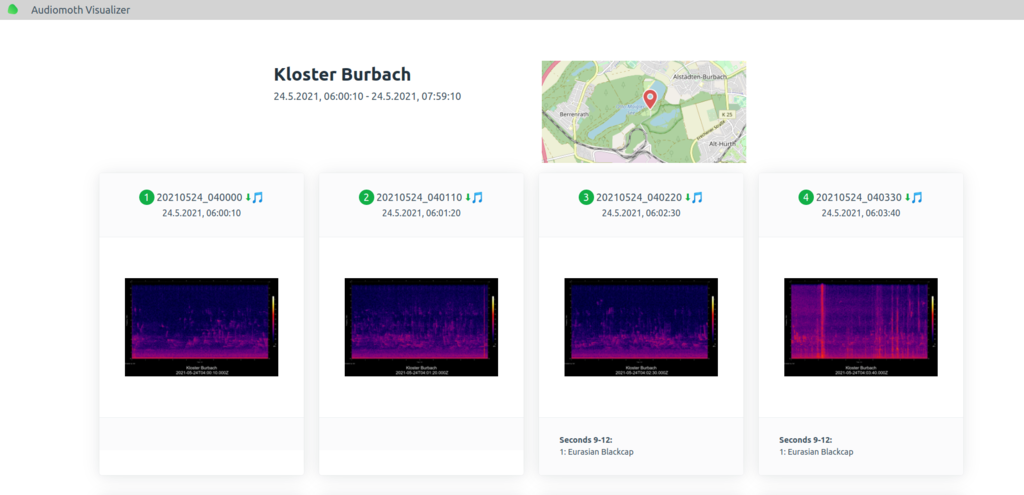 Audiomoth Visualizer
Kloster Burbach
24.5.2021, 06:00:10 - 24.5.2021, 07:59:10
Alstädten-Burbach
Berrenrath
K 25
Alt-Hürth
1 20210524_040000
24.5.2021, 06:00:10
2 20210524_040110
24.5.2021, 06:01:20
3 20210524_040220
24.5.2021, 06:02:30
4 20210524_040330
24.5.2021, 06:03:40
Kloster Burbach
2021-05-24T04:00:10.000Z
Kloster Burbach
2021-05-24T04:01:20.000Z
Kloster Burbach
2021-05-24T04:02:30.000Z
Kloster Burbach
2021-05-24T04:03:40.000Z
Seconds 9-12:
1: Eurasian Blackcap
Seconds 9-12:
1: Eurasian Blackcap